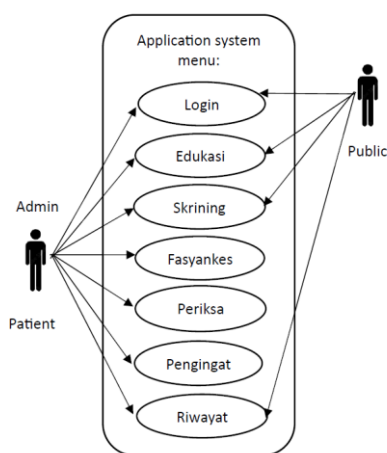 Application system
menu:
Login
Edukasi
Public
Skrining
Admin
Fasyankes
Periksa
Patient
Pengingat
Riwayat